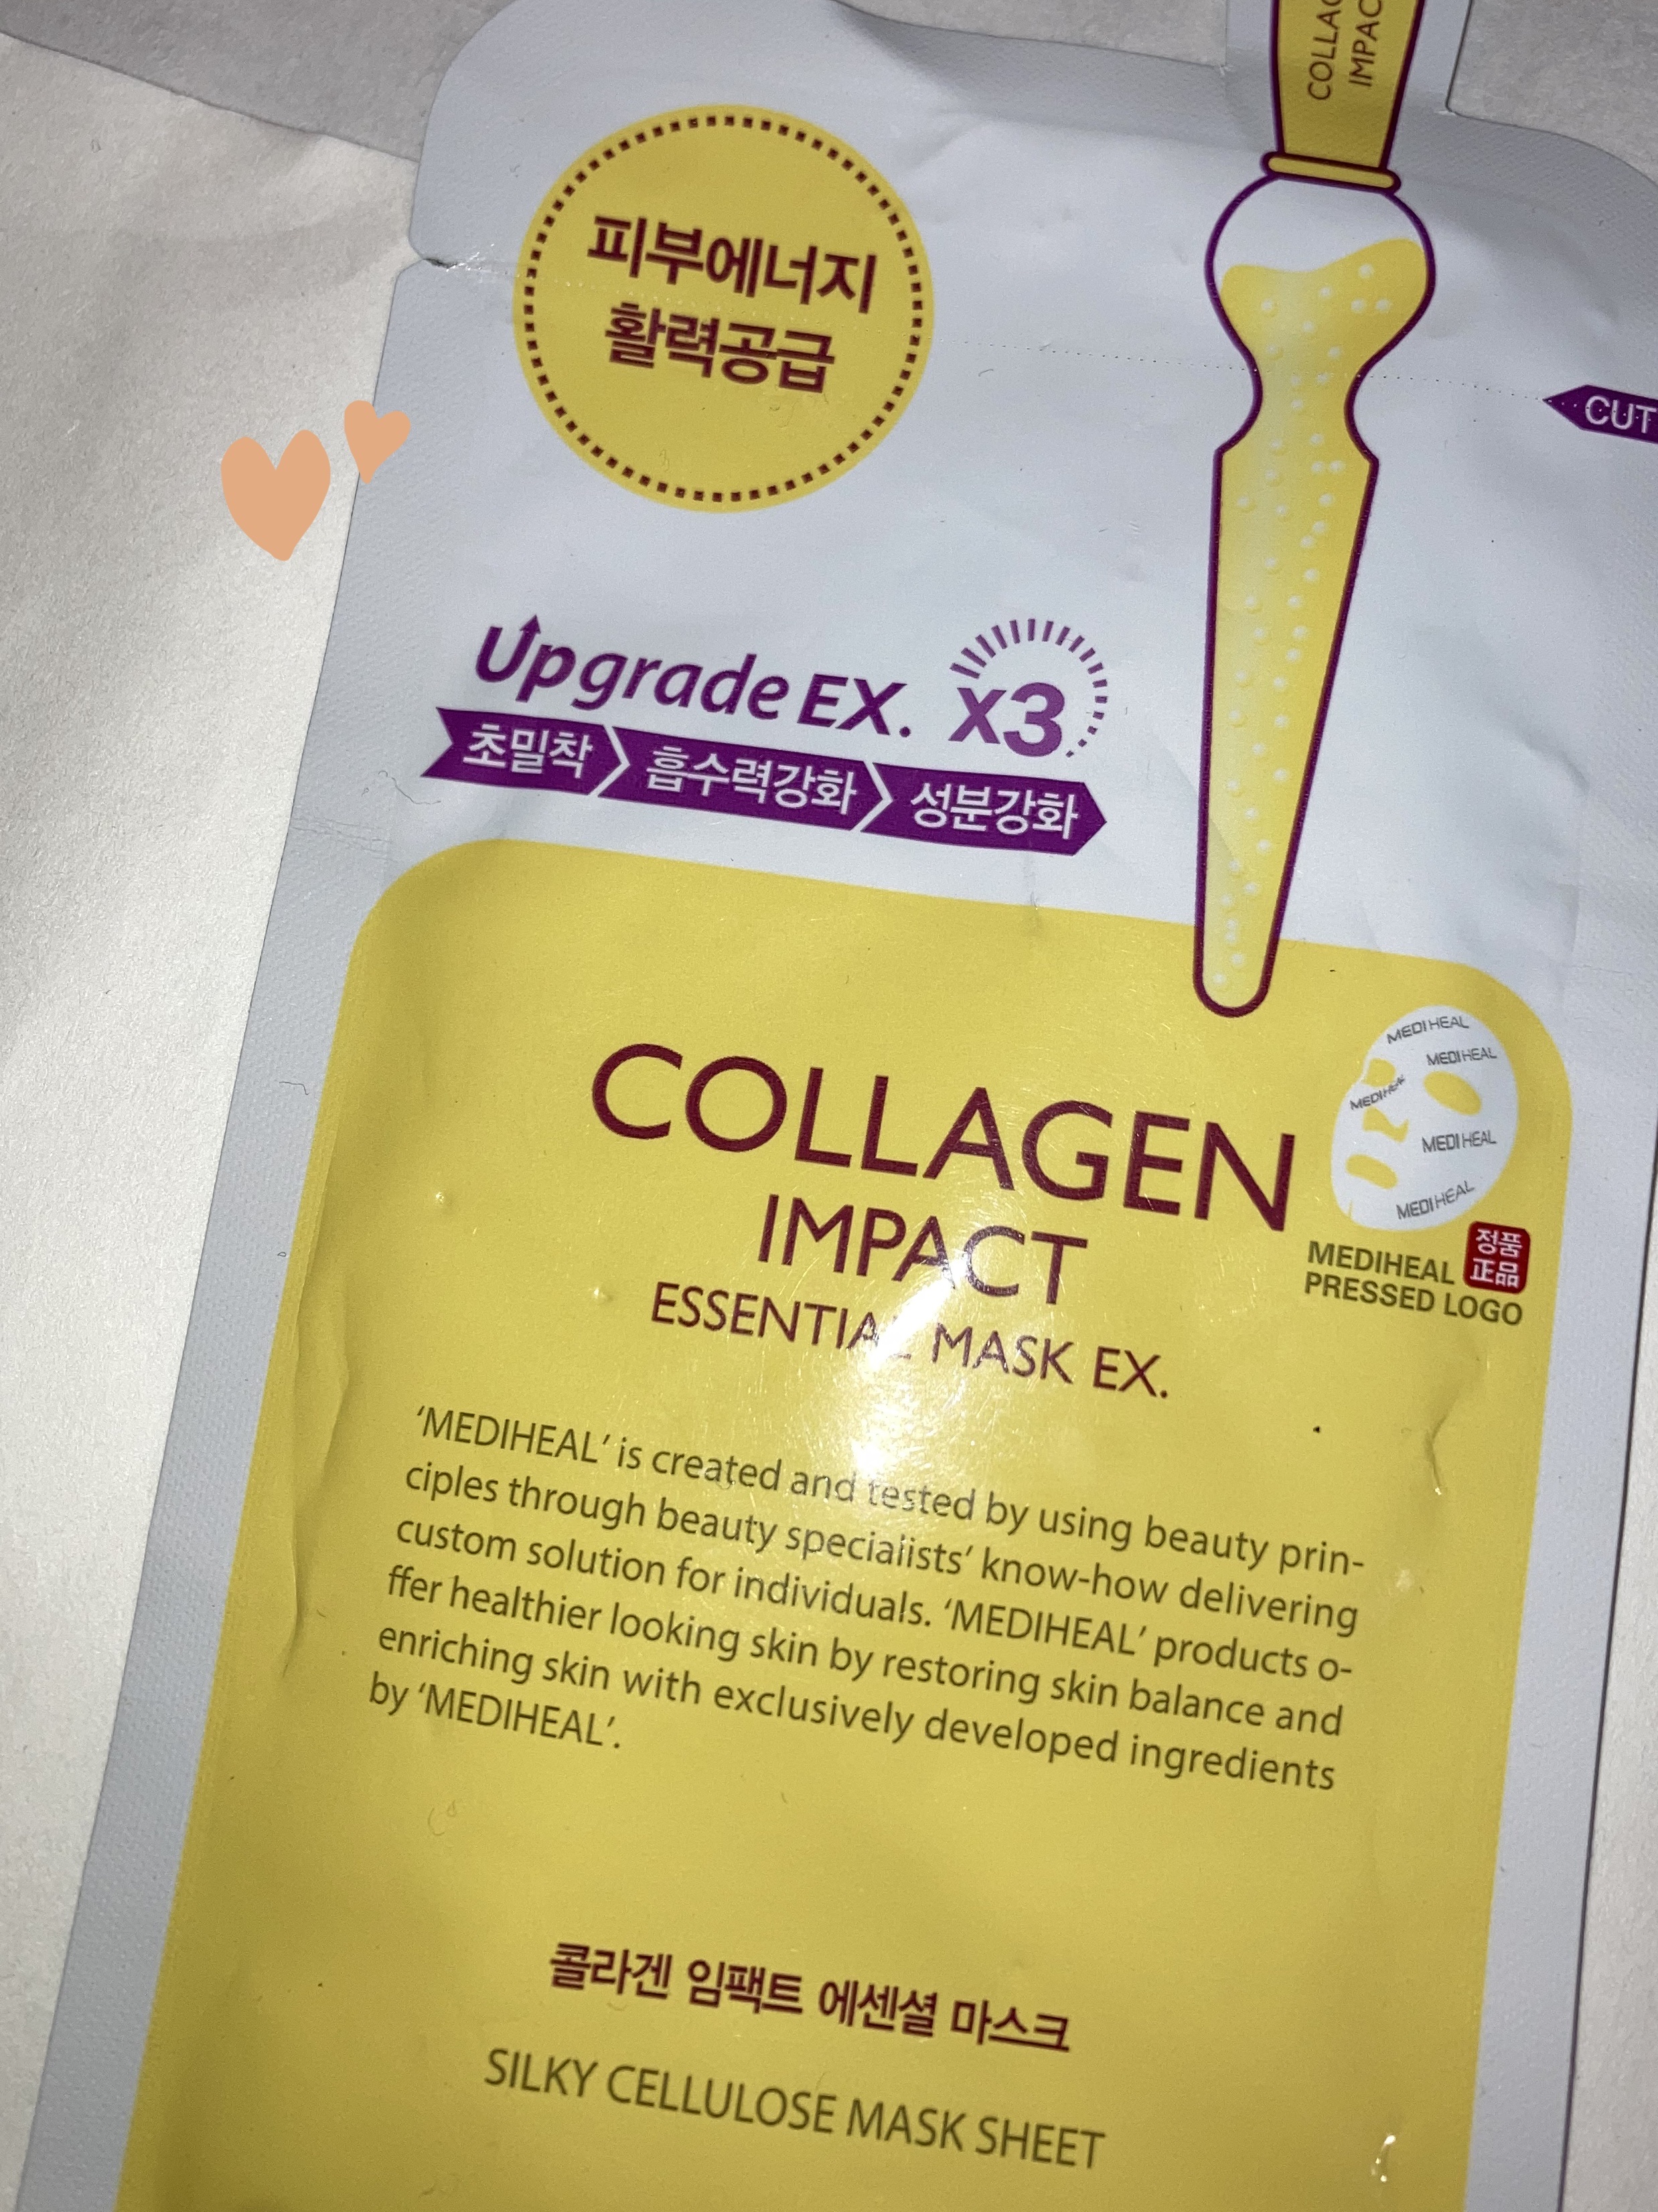 COLLAG
IMPAC
피부에너지
활력공급
CUT
Upgrade EX. x3
초밀착 흡수력강화 성분강화
COLLAGEN
IMPACT
ESSENTIAL MASK EX.
MEDIHEAL
MEDIHEAL
MEDIHEAL
MEDIHEAL
MEDIHEAL
MEDIHEAL 정품
正品
PRESSED LOGO
‘MEDIHEAL’ is created and tested by using beauty prin-
ciples through beauty specialists’ know-how delivering
custom solution for individuals. ‘MEDIHEAL’ products o-
ffer healthier looking skin by restoring skin balance and
enriching skin with exclusively developed ingredients
by ‘MEDIHEAL’.
콜라겐 임팩트 에센셜 마스크
SILKY CELLULOSE MASK SHEET